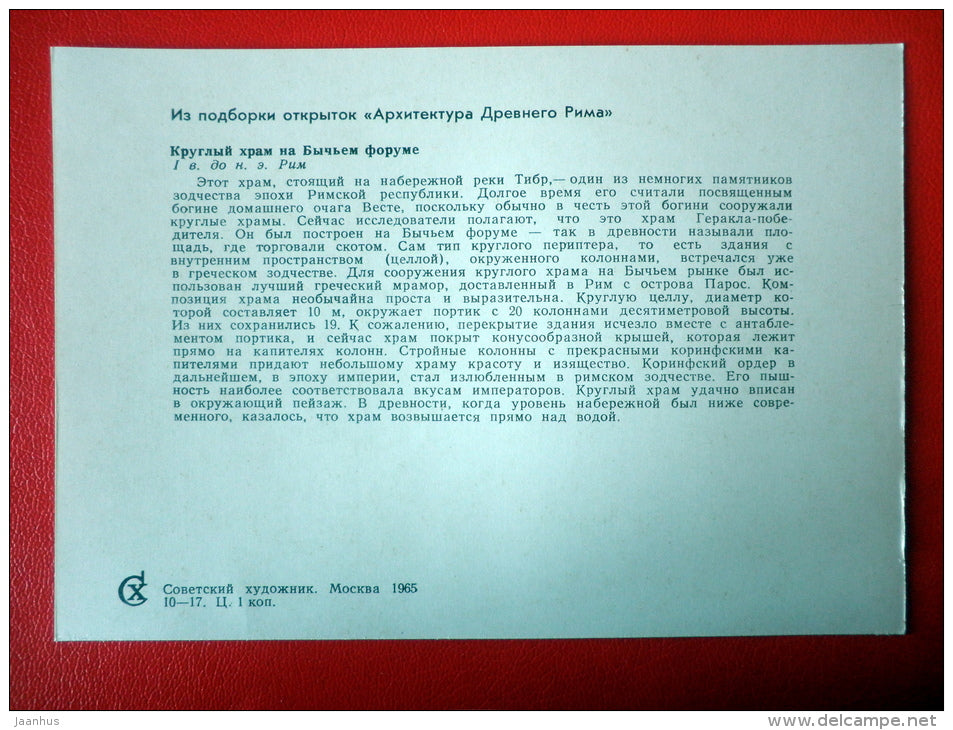 Из подборки открыток «Архитектура Древнего Рима»
Круглый храм на Бычьем форуме
I в. до н. э. Рим
Этот храм, стоящий на набережной реки Тибр,— один из немногих памятников
зодчества эпохи Римской республики. Долгое время его считали посвященным
богине домашнего очага Весте, поскольку обычно в честь этой богини сооружали
круглые храмы. Сейчас исследователи полагают, что это храм Геракла-побе-
дителя. Он был построен на Бычьем форуме — так в древности называли пло-
щадь, где торговали скотом. Сам тип круглого периптера, то есть здания с
внутренним пространством (целлой), окруженного колоннами, встречался уже
в греческом зодчестве. Для сооружения круглого храма на Бычьем рынке был ис-
пользован лучший греческий мрамор, доставленный в Рим с острова Парос. Ком-
позиция храма необычайна проста и выразительна. Круглую целлу, диаметр ко-
торой составляет 10 м, окружает портик с 20 колоннами десятиметровой высоты.
Из них сохранились 19. К сожалению, перекрытие здания исчезло вместе с антабле-
ментом портика, и сейчас храм покрыт конусообразной крышей, которая лежит
прямо на капителях колонн. Стройные колонны с прекрасными коринфскими ка-
пителями придают небольшому храму красоту и изящество. Коринфский ордер в
дальнейшем, в эпоху империи, стал излюбленным в римском зодчестве. Его пыш-
ность наиболее соответствовала вкусам императоров. Круглый храм удачно вписан
в окружающий пейзаж. В древности, когда уровень набережной был ниже совре-
менного, казалось, что храм возвышается прямо над водой.
СХ
Советский художник. Москва 1965
10—17. Ц. 1 коп.
jaanhus
delcampe.net